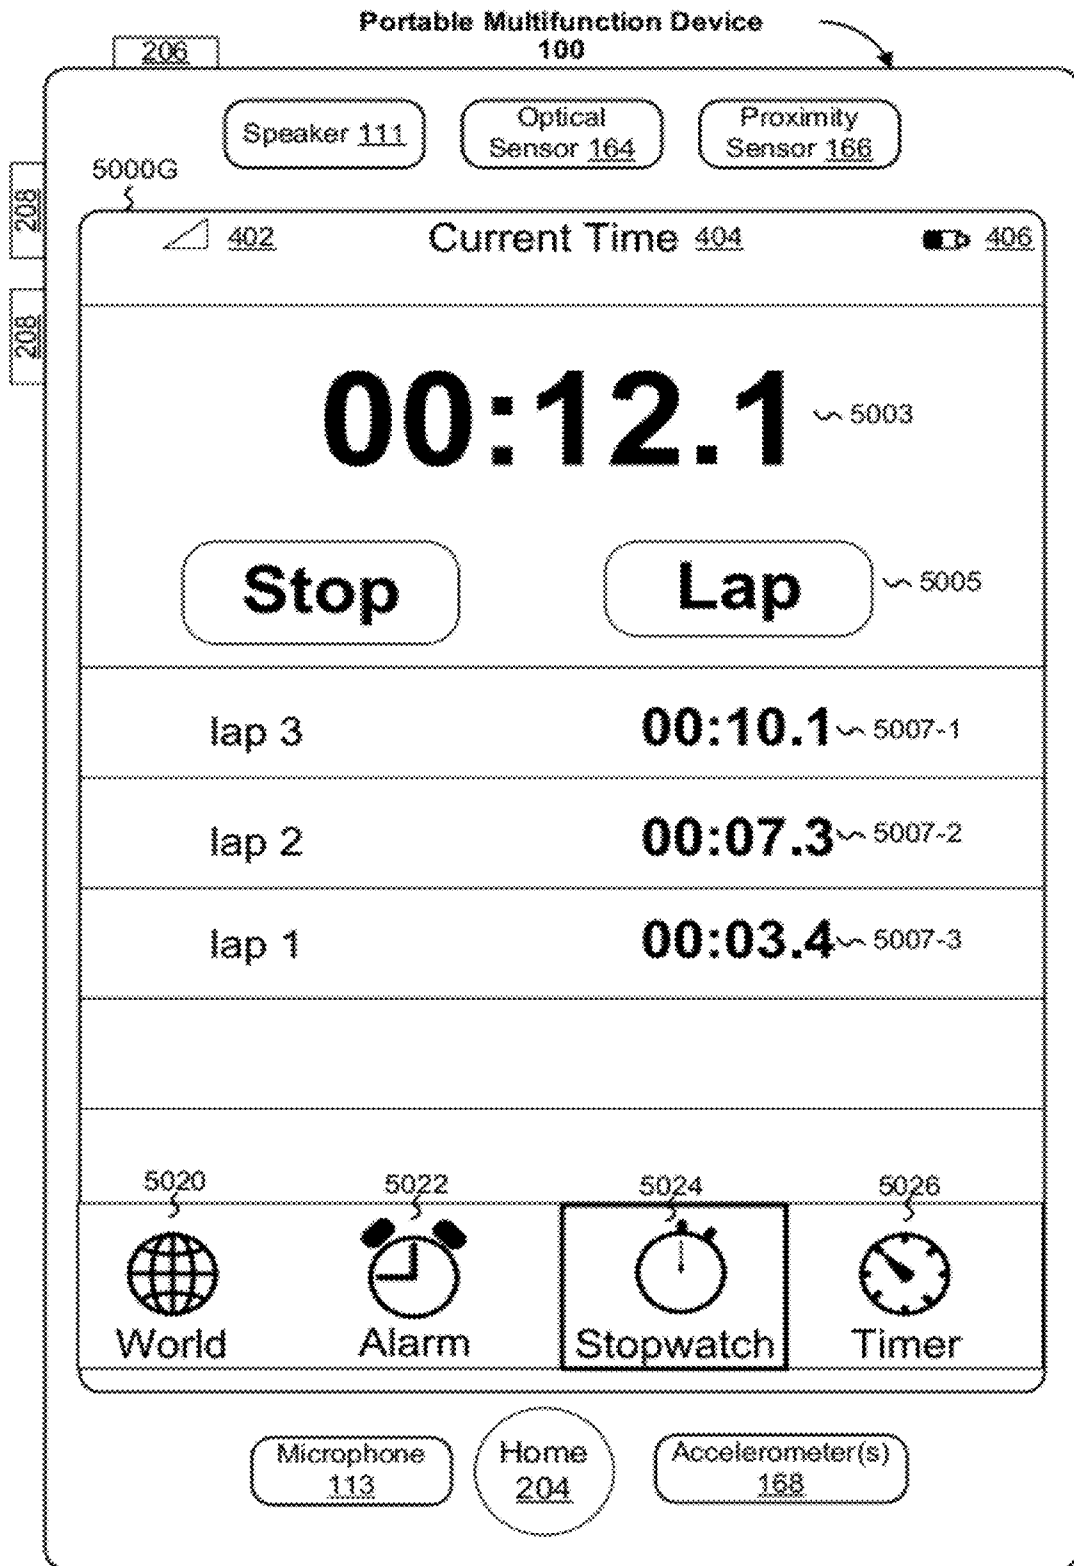 Portable Multifunction Device
100
206
Speaker 111
Optical
Sensor 164
Proximity
Sensor 166
5000G
208
208
402
Current Time 404
406
00:12.1
5003
Stop
Lap
5005
lap 3
00:10.1
5007-1
lap 2
00:07.3
5007-2
lap 1
00:03.4
5007-3
5020
5022
5024
5026
World
Alarm
Stopwatch
Timer
Microphone
113
Home
204
Accelerometer(s)
168